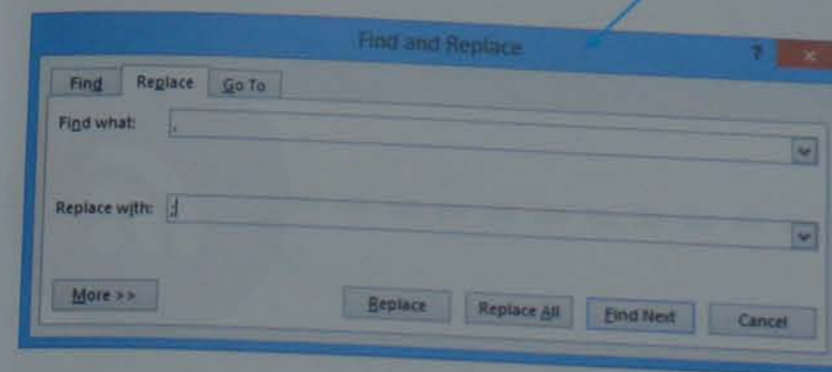 Find and Replace ?
Find Replace Go To
Find what: ,
Replace with: ;
More >> Replace Replace All Find Next Cancel